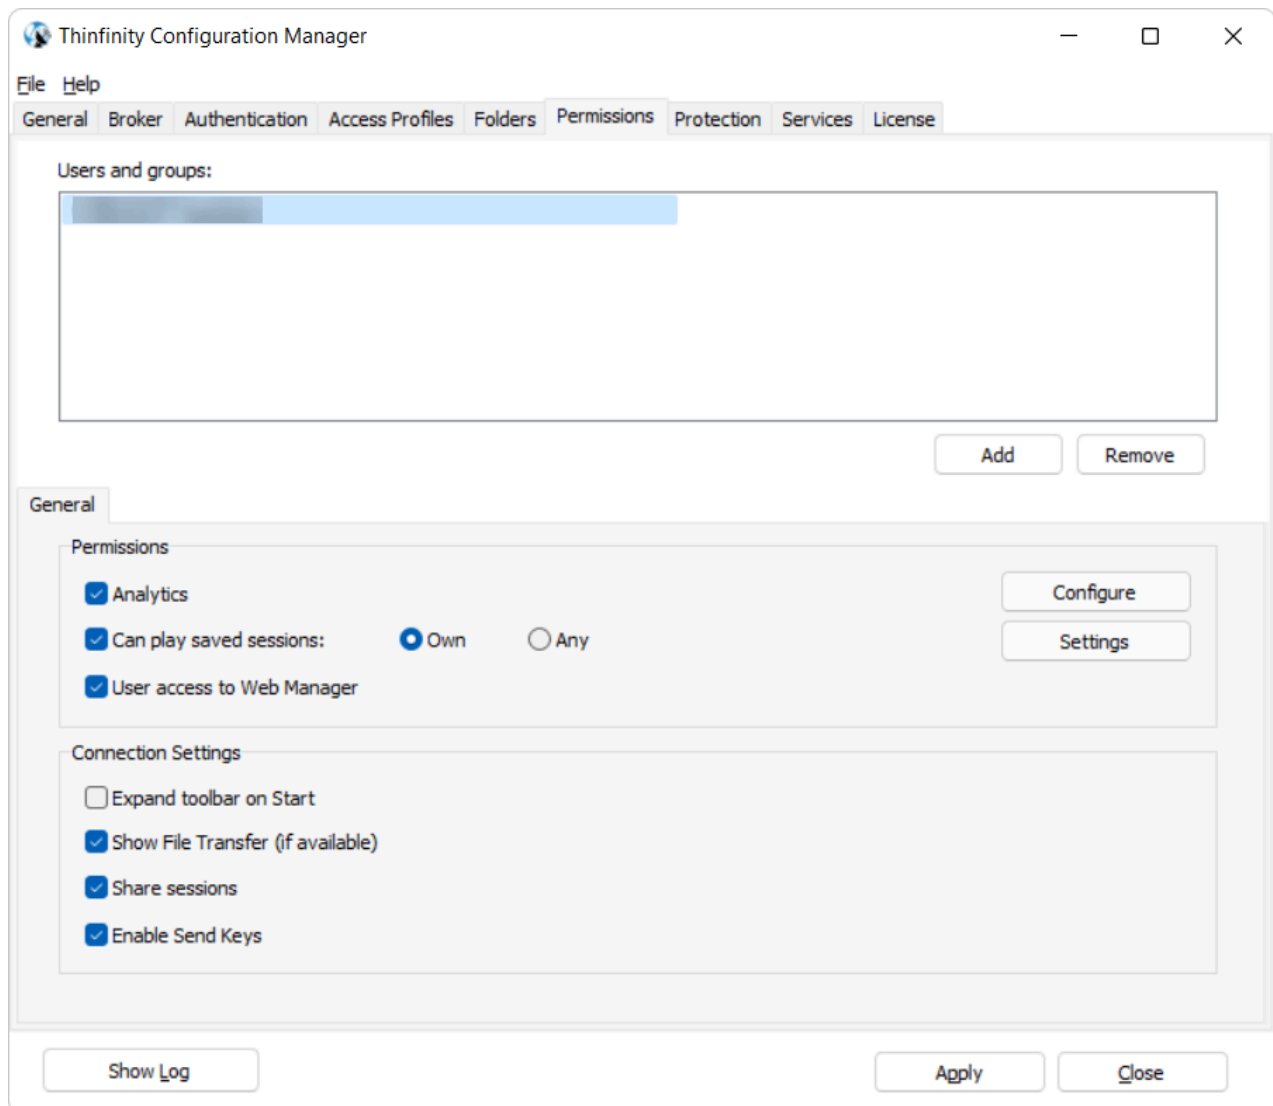 Thinfinity Configuration Manager
File Help
General Broker Authentication Access Profiles Folders Permissions Protection Services License
Users and groups:
Add Remove
General
Permissions
Analytics Configure
Can play saved sessions: Own Any Settings
User access to Web Manager
Connection Settings
Expand toolbar on Start
Show File Transfer (if available)
Share sessions
Enable Send Keys
Show Log Apply Close